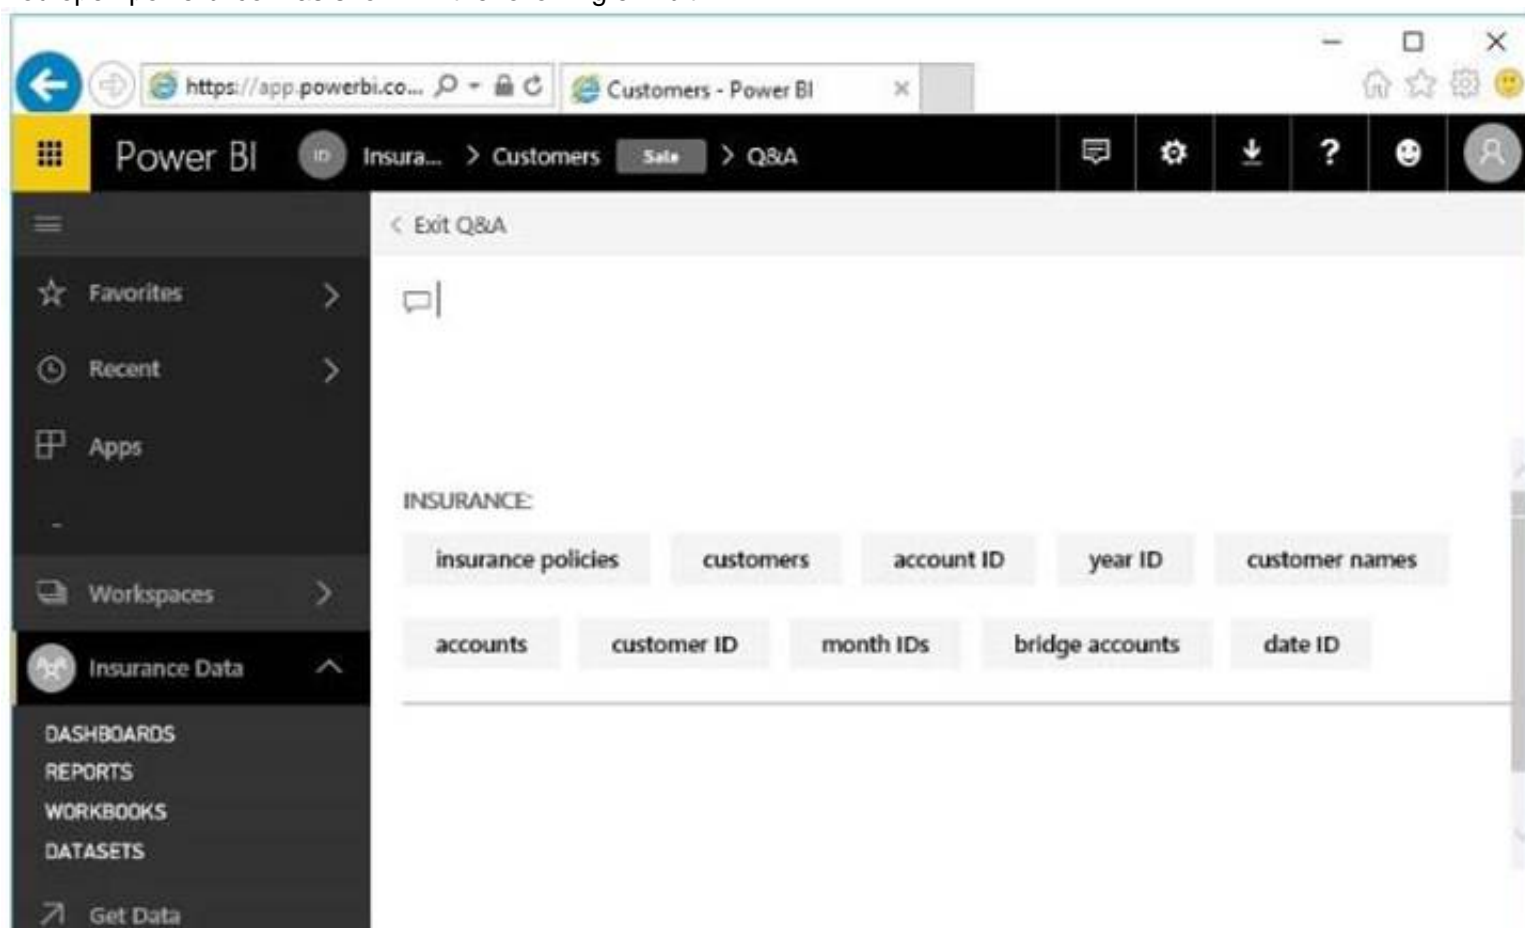 https://app.powerbi.co...
Customers - Power BI
Power BI
ID
Insura... > Customers Sale > Q&A
?
< Exit Q&A
Favorites
Recent
Apps
INSURANCE:
insurance policies customers account ID year ID customer names
accounts customer ID month IDs bridge accounts date ID
Workspaces
Insurance Data
DASHBOARDS
REPORTS
WORKBOOKS
DATASETS
Get Data